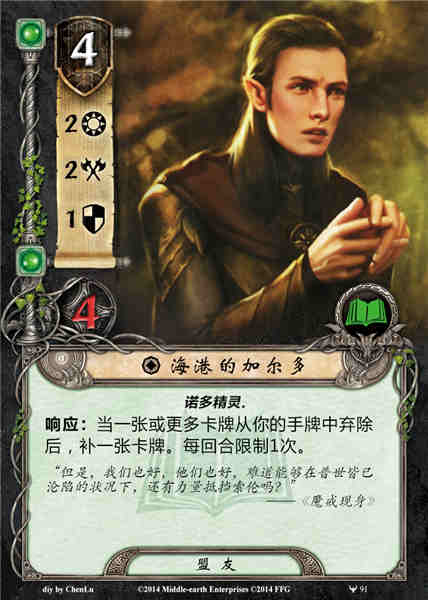 4
2
2
1
4
海港的加尔多
诺多精灵.
响应：当一张或更多卡牌从你的手牌中弃除
后，补一张卡牌。每回合限制1次。
“但是，我们也好，他们也好，难道能够在普世皆已
沦陷的状况下，还有力量抵挡索伦吗？”
——《魔戒现身》
盟友
diy by ChenLu
©2014 Middle-earth Enterprises ©2014 FFG
91